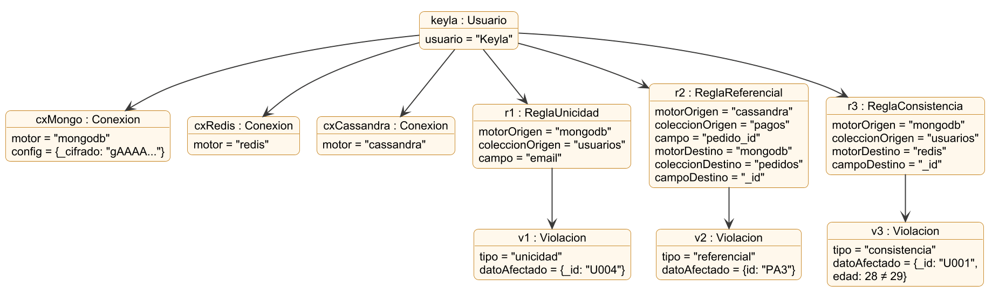 keyla : Usuario
usuario = "Keyla"
cxMongo : Conexion
motor = "mongodb"
config = {_cifrado: "gAAAA..."}
cxRedis : Conexion
motor = "redis"
cxCassandra : Conexion
motor = "cassandra"
r1 : ReglaUnicidad
motorOrigen = "mongodb"
coleccionOrigen = "usuarios"
campo = "email"
r2 : ReglaReferencial
motorOrigen = "cassandra"
coleccionOrigen = "pagos"
campo = "pedido_id"
motorDestino = "mongodb"
coleccionDestino = "pedidos"
campoDestino = "_id"
r3 : ReglaConsistencia
motorOrigen = "mongodb"
coleccionOrigen = "usuarios"
motorDestino = "redis"
campoDestino = "_id"
v1 : Violacion
tipo = "unicidad"
datoAfectado = {_id: "U004"}
v2 : Violacion
tipo = "referencial"
datoAfectado = {id: "PA3"}
v3 : Violacion
tipo = "consistencia"
datoAfectado = {_id: "U001",
edad: 28 ≠ 29}